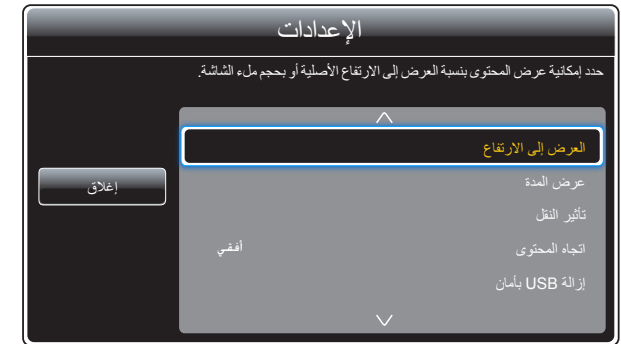 الإعدادات
حدد إمكانية عرض المحتوى بنسبة العرض إلى الارتفاع الأصلية أو بحجم ملء الشاشة.
العرض إلى الارتفاع
عرض المدة
تأثير النقل
اتجاه المحتوى أفقي
إزالة USB بأمان
إغلاق